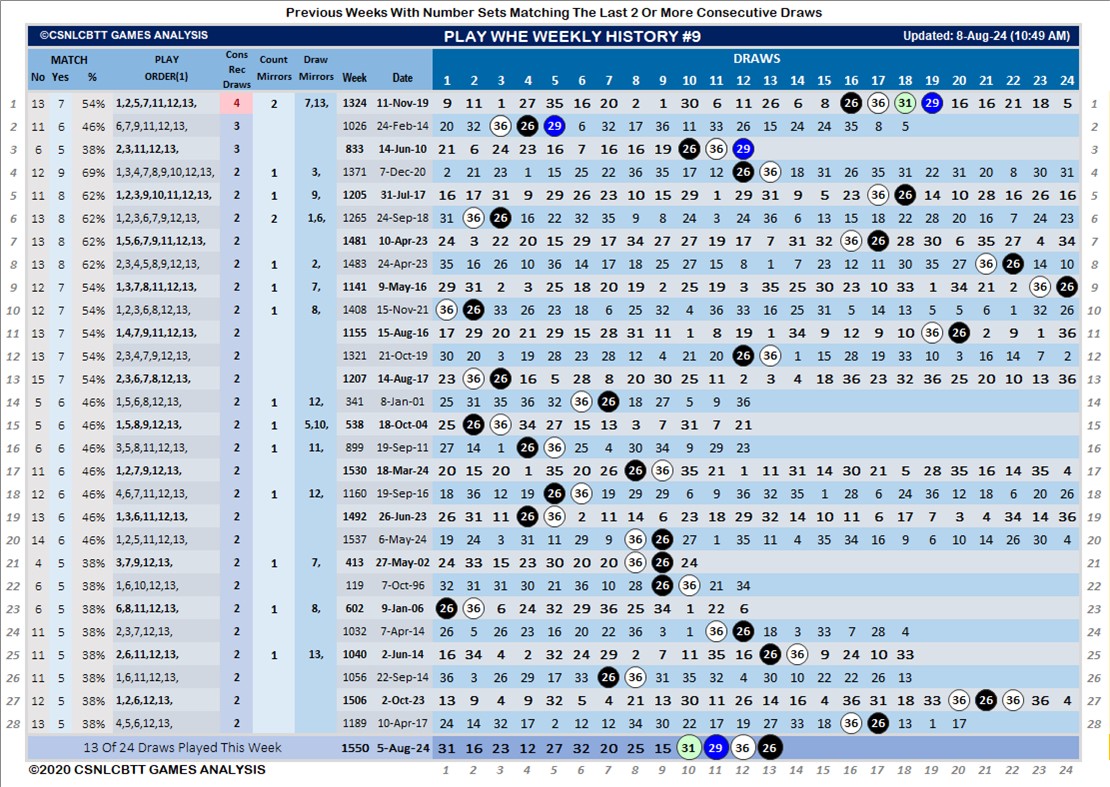 Previous Weeks With Number Sets Matching The Last 2 Or More Consecutive Draws
©CSNLCBTT GAMES ANALYSIS PLAY WHE WEEKLY HISTORY #9 Updated: 8-Aug-24 (10:49 AM)
MATCH PLAY Cons Count Draw DRAWS
No Yes % ORDER(1) Rec Draws Mirrors Mirrors Week Date 1 2 3 4 5 6 7 8 9 10 11 12 13 14 15 16 17 18 19 20 21 22 23 24
1 13 7 54% 1,2,5,7,11,12,13, 4 2 7,13, 1324 11-Nov-19 9 11 1 27 35 16 20 2 1 30 6 11 26 6 8 26 36 31 29 16 16 21 18 5 1
2 11 6 46% 6,7,9,11,12,13, 3 1026 24-Feb-14 20 32 36 26 29 6 32 17 36 11 33 26 15 24 24 35 8 5 2
3 6 5 38% 2,3,11,12,13, 3 833 14-Jun-10 21 6 24 23 16 7 16 16 19 26 36 29 3
4 12 9 69% 1,3,4,7,8,9,10,12,13, 2 1 3, 1371 7-Dec-20 2 21 23 1 15 25 22 36 35 17 12 26 36 18 31 26 35 31 22 31 20 8 30 31 4
5 11 8 62% 1,2,3,9,10,11,12,13, 2 1 9, 1205 31-Jul-17 16 17 31 9 29 26 23 10 15 29 1 29 31 9 5 23 36 26 14 10 28 16 26 16 5
6 13 8 62% 1,2,3,6,7,9,12,13, 2 2 1,6, 1265 24-Sep-18 31 36 26 16 22 32 35 9 8 24 3 24 36 6 13 15 18 22 28 20 16 7 24 23 6
7 13 8 62% 1,5,6,7,9,11,12,13, 2 1481 10-Apr-23 24 3 22 20 15 29 17 34 27 27 19 17 7 31 32 36 26 28 30 6 35 27 4 34 7
8 13 8 62% 2,3,4,5,8,9,12,13, 2 1 2, 1483 24-Apr-23 35 16 26 10 36 14 17 18 25 27 15 8 1 7 23 12 11 30 35 21 36 26 14 10 8
9 12 7 54% 1,3,7,8,11,12,13, 2 1 7, 1141 9-May-16 29 31 2 3 25 18 20 19 2 25 19 3 35 25 30 23 10 33 1 34 21 2 36 26 9
10 12 7 54% 1,2,3,6,8,12,13, 2 1 8, 1408 15-Nov-21 36 26 33 26 23 18 6 25 32 4 36 33 16 10 25 31 5 14 13 5 5 6 1 32 26 10
11 13 7 54% 1,4,7,9,11,12,13, 2 1155 15-Aug-16 17 29 20 21 29 15 28 31 11 1 8 19 1 34 9 12 9 10 36 26 2 9 1 36 11
12 13 7 54% 2,3,4,7,9,12,13, 2 1321 21-Oct-19 30 20 3 19 28 23 28 12 4 21 20 26 36 1 15 28 19 33 10 3 16 14 7 2 12
13 15 7 54% 2,3,6,7,8,12,13, 2 1207 14-Aug-17 23 36 26 16 5 28 8 20 30 25 11 2 3 4 18 36 23 32 36 25 20 10 13 36 13
14 5 6 46% 1,5,6,8,12,13, 2 1 12, 341 8-Jan-01 25 31 35 36 32 36 26 18 27 5 9 36 14
15 5 6 46% 1,5,8,9,12,13, 2 1 5,10, 538 18-Oct-04 25 26 36 34 27 15 13 3 7 31 7 21 15
16 6 6 46% 3,5,8,11,12,13, 2 1 11, 899 19-Sep-11 27 14 1 26 36 25 4 30 34 9 29 23 16
17 11 6 46% 1,2,7,9,12,13, 2 1530 18-Mar-24 20 15 20 1 35 20 26 26 36 35 21 1 11 31 14 30 21 5 28 35 16 14 35 4 17
18 12 6 46% 4,6,7,11,12,13, 2 1 12, 1160 19-Sep-16 18 36 12 19 26 36 19 29 29 6 9 36 32 35 1 28 6 24 36 12 18 6 20 26 18
19 13 6 46% 1,3,6,11,12,13, 2 1492 26-Jun-23 26 31 11 26 36 2 11 14 6 23 18 29 32 14 10 11 6 17 7 3 4 34 14 36 19
20 14 6 46% 1,2,5,11,12,13, 2 1537 6-May-24 19 24 3 31 11 29 9 36 26 27 1 35 11 4 35 34 16 9 6 10 14 26 30 4 20
21 4 5 38% 3,7,9,12,13, 2 1 7, 413 27-May-02 24 33 15 23 30 20 20 36 26 24 21
22 6 5 38% 1,6,10,12,13, 2 119 7-Oct-96 32 31 31 30 21 36 10 28 26 36 21 34 22
23 6 5 38% 6,8,11,12,13, 2 1 8, 602 9-Jan-06 26 36 6 24 32 29 36 25 34 1 22 6 23
24 11 5 38% 2,3,7,12,13, 2 1032 7-Apr-14 26 5 26 23 16 20 22 36 3 1 36 26 18 3 33 7 28 4 24
25 11 5 38% 2,6,11,12,13, 2 1 13, 1040 2-Jun-14 16 34 4 2 32 24 29 2 7 11 35 16 26 36 9 24 10 33 25
26 11 5 38% 1,6,11,12,13, 2 1056 22-Sep-14 36 3 26 29 17 33 26 36 31 35 32 4 30 10 22 22 26 13 26
27 12 5 38% 1,2,6,12,13, 2 1506 2-Oct-23 13 9 4 9 32 5 4 21 13 30 11 26 14 16 4 36 31 18 33 36 26 36 36 4 27
28 13 5 38% 4,5,6,12,13, 2 1189 10-Apr-17 24 14 32 17 2 12 12 34 30 22 17 19 27 33 18 36 26 13 1 17 28
13 Of 24 Draws Played This Week 1550 5-Aug-24 31 16 23 12 27 32 20 25 15 31 29 36 26
©2020 CSNLCBTT GAMES ANALYSIS 1 2 3 4 5 6 7 8 9 10 11 12 13 14 15 16 17 18 19 20 21 22 23 24